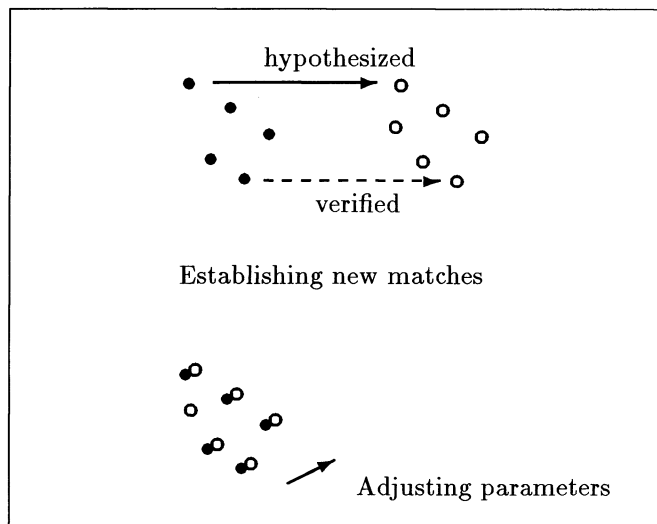 hypothesized
verified
Establishing new matches
Adjusting parameters